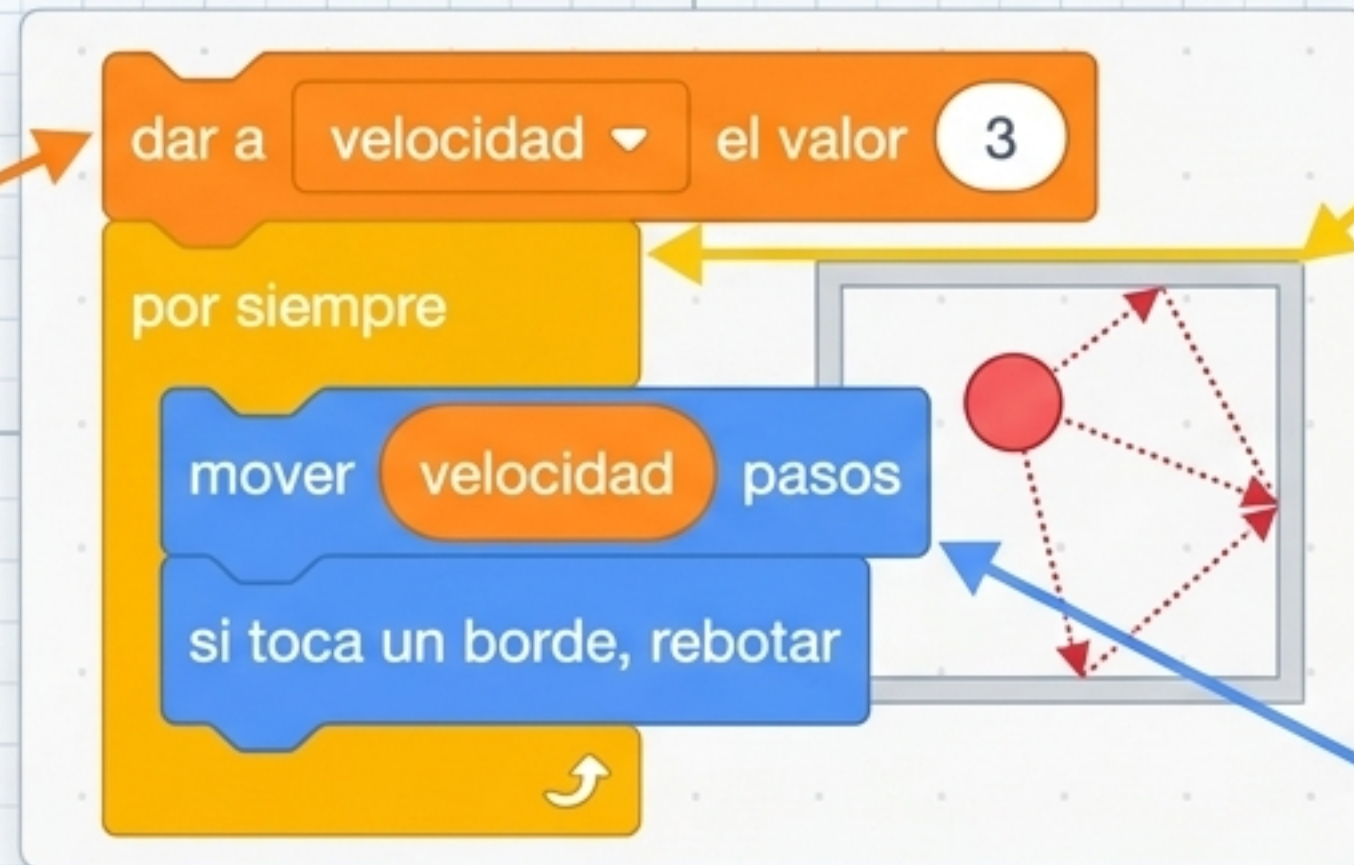 dar a velocidad el valor 3
por siempre
mover velocidad pasos
si toca un borde, rebotar